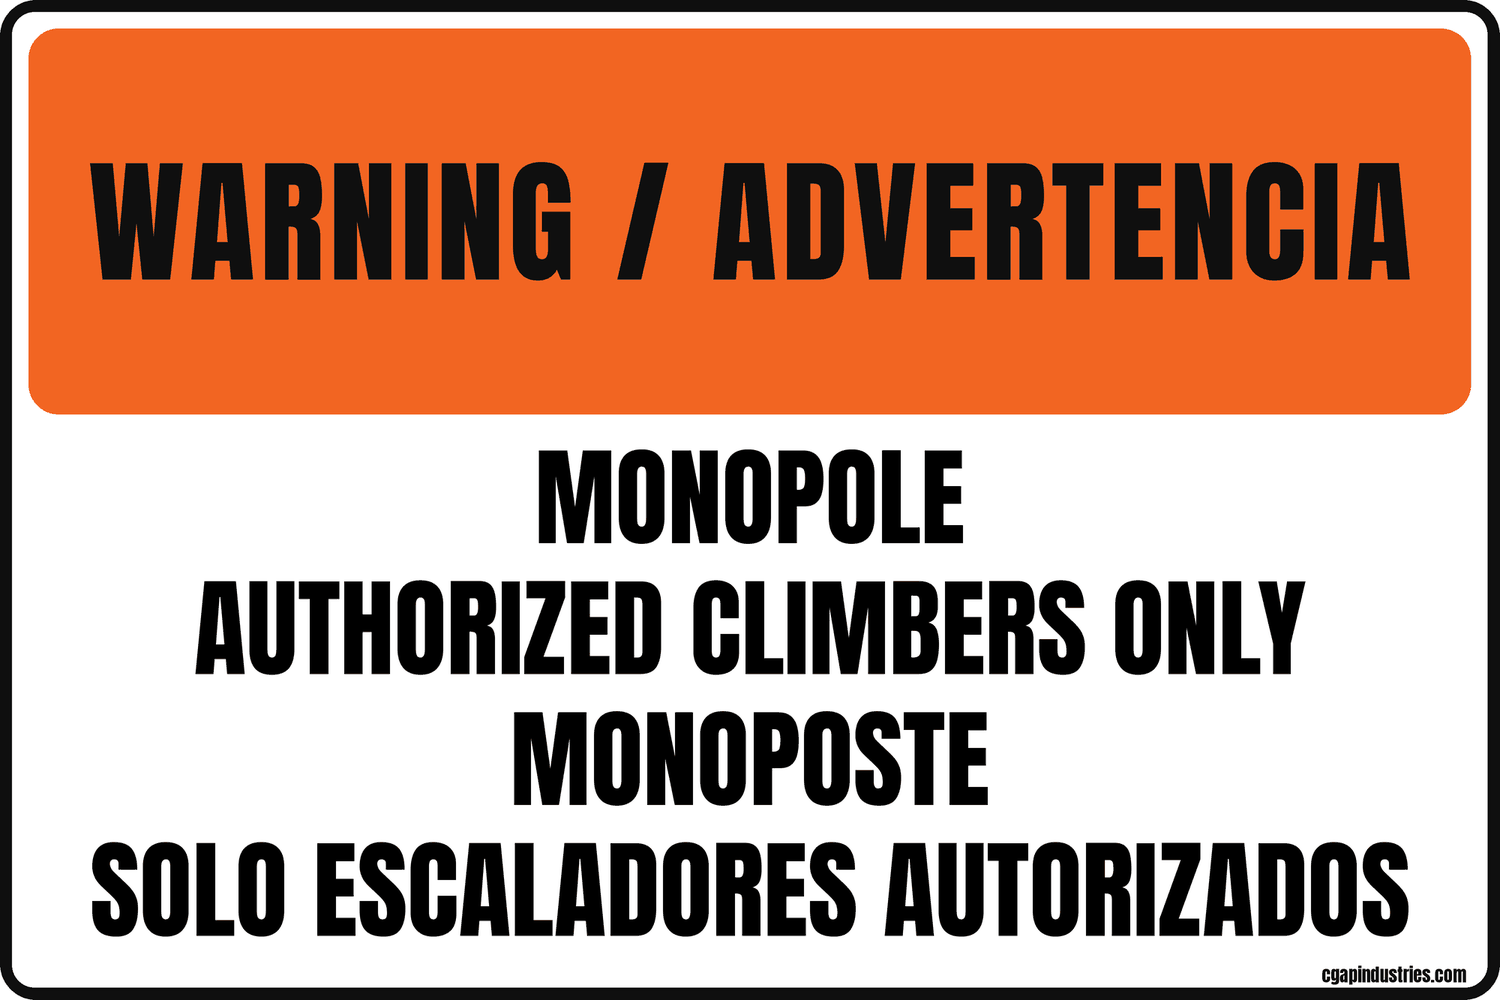 WARNING / ADVERTENCIA
MONOPOLE
AUTHORIZED CLIMBERS ONLY
MONOPOSTE
SOLO ESCALADORES AUTORIZADOS
cgapindustries.com